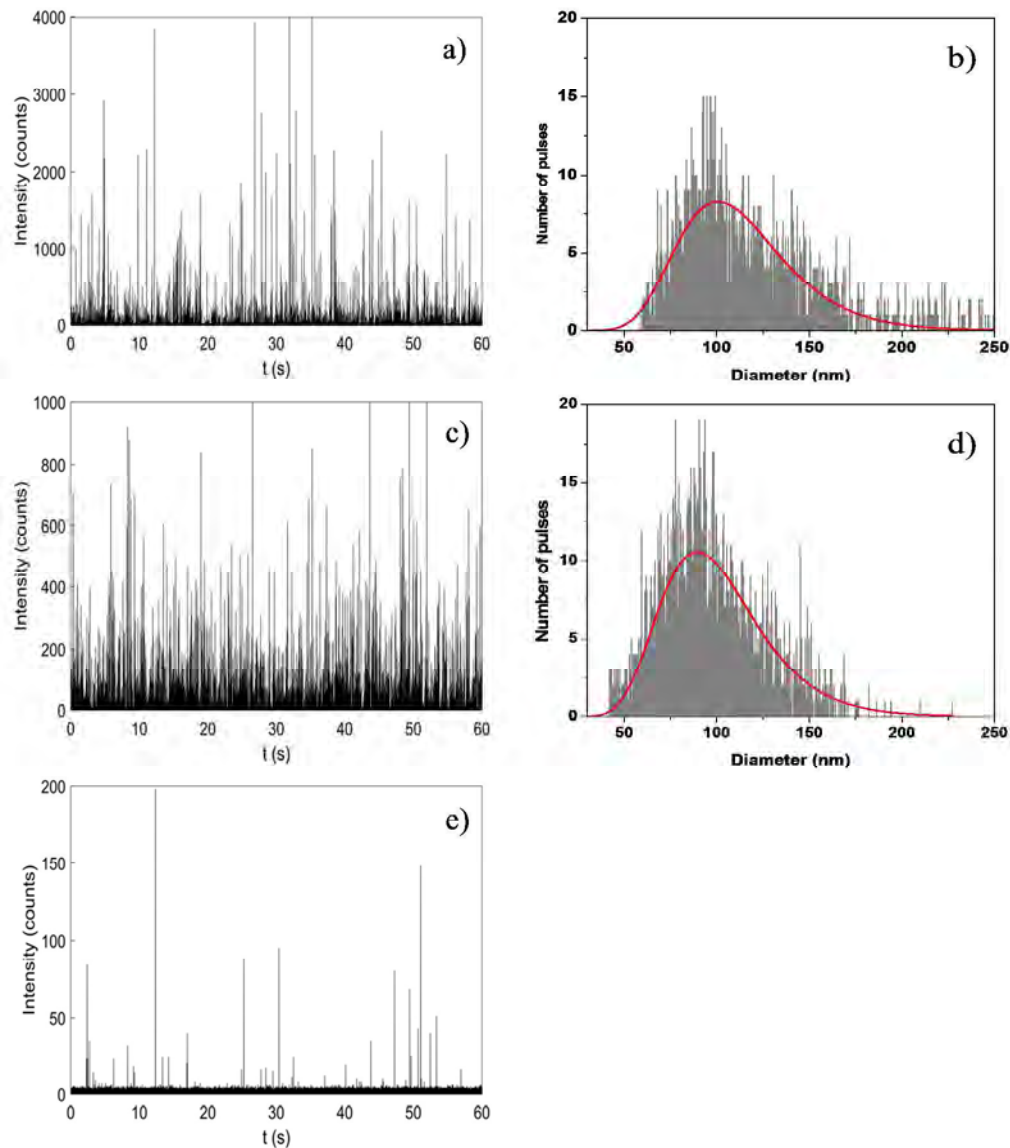 a)
Intensity (counts)
4000
3000
2000
1000
0
0 10 20 30 40 50 60
t (s)
b)
Number of pulses
20
15
10
5
0
50 100 150 200 250
Diameter (nm)
c)
Intensity (counts)
1000
800
600
400
200
0
0 10 20 30 40 50 60
t (s)
d)
Number of pulses
20
15
10
5
0
50 100 150 200 250
Diameter (nm)
e)
Intensity (counts)
200
150
100
50
0
0 10 20 30 40 50 60
t (s)